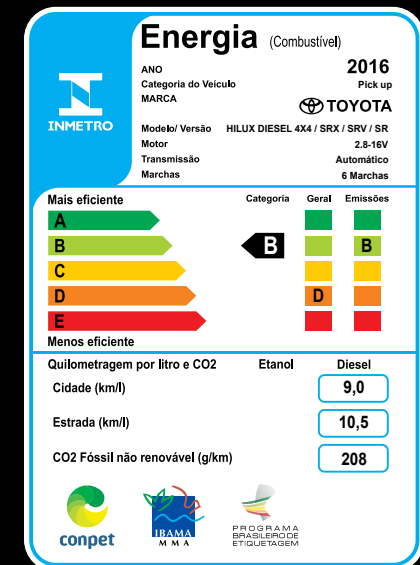 Energia (Combustível)
ANO 2016
Categoria do Veículo Pick up
MARCA TOYOTA
INMETRO
Modelo/ Versão HILUX DIESEL 4X4 / SRX / SRV / SR
Motor 2.8-16V
Transmissão Automático
Marchas 6 Marchas
Mais eficiente Categoria Geral Emissões
A
B B B
C
D D
E
Menos eficiente
Quilometragem por litro e CO2 Etanol Diesel
Cidade (km/l) 9,0
Estrada (km/l) 10,5
CO2 Fóssil não renovável (g/km) 208
conpet
IBAMA
MMA
PROGRAMA
BRASILEIRO DE
ETIQUETAGEM